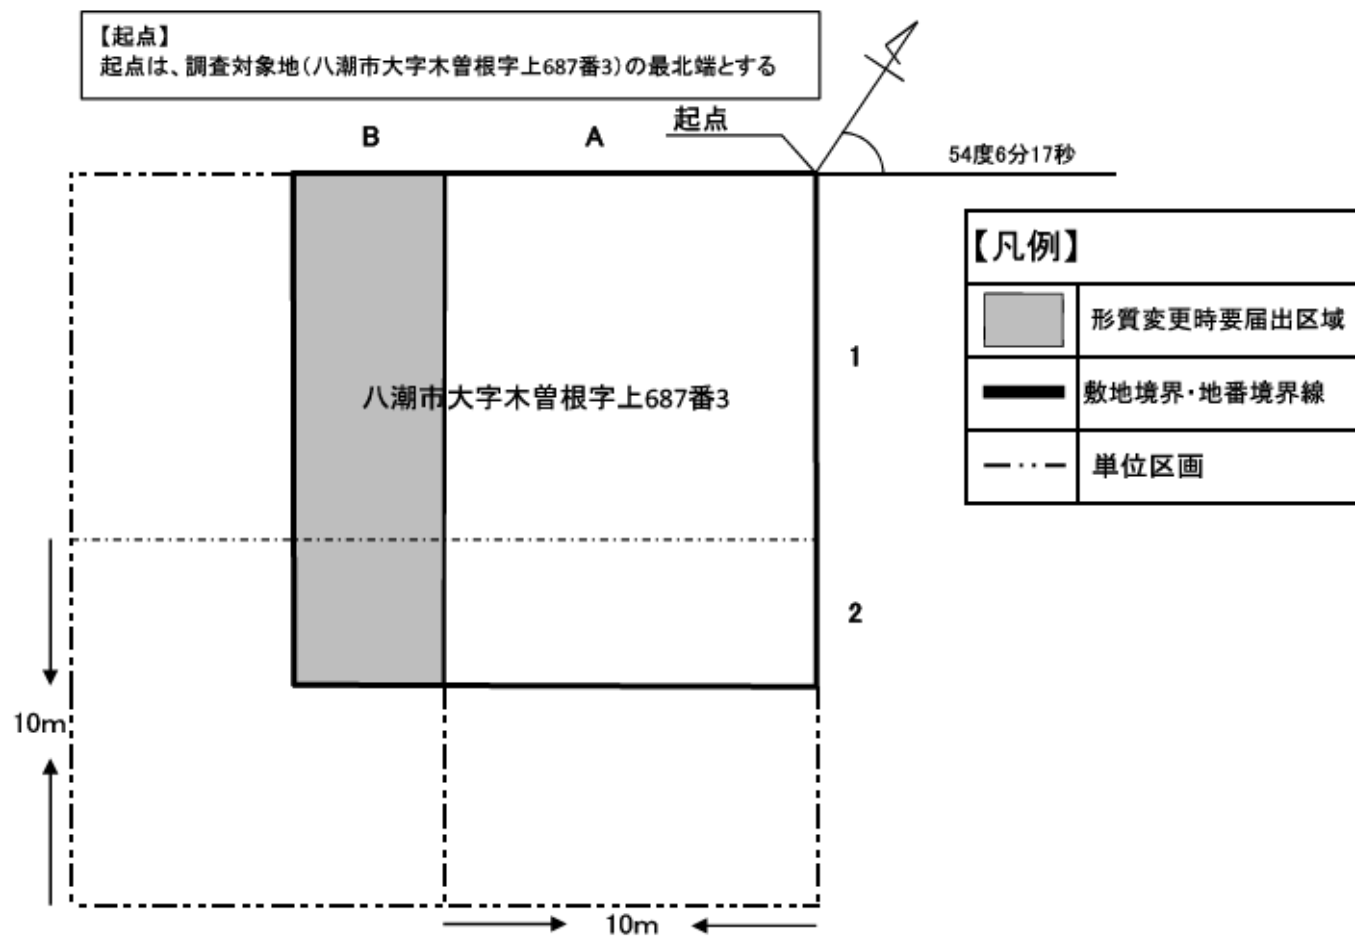 【起点】
起点は、調査対象地(八潮市大字木曽根字上687番3)の最北端とする
B
A
起点
54度6分17秒
【凡例】
形質変更時要届出区域
敷地境界・地番境界線
単位区画
1
八潮市大字木曽根字上687番3
2
10m
10m